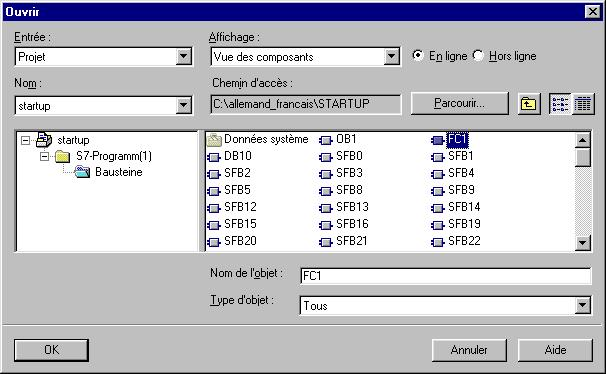 Ouvrir
Entrée :
Affichage :
Projet
Vue des composants
En ligne
Hors ligne
Nom :
Chemin d'accès :
startup
C:\allemand_francais\STARTUP
Parcourir...
startup
S7-Programm(1)
Bausteine
Données système
OB1
FC1
DB10
SFB0
SFB1
SFB2
SFB3
SFB4
SFB5
SFB8
SFB9
SFB12
SFB13
SFB14
SFB15
SFB16
SFB19
SFB20
SFB21
SFB22
Nom de l'objet :
FC1
Type d'objet :
Tous
OK
Annuler
Aide